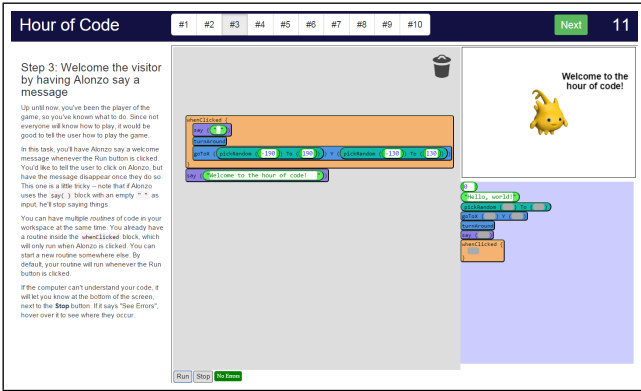 Hour of Code
#1 #2 #3 #4 #5 #6 #7 #8 #9 #10
Next
11
Step 3: Welcome the visitor
by having Alonzo say a
message
Up until now, you've been the player of the
game, so you've known what to do. Since not
everyone will know how to play, it would be
good to tell the user how to play the game.
In this task, you'll have Alonzo say a welcome
message whenever the Run button is clicked.
You'd like to tell the user to click on Alonzo, but
have the message disappear once they do so.
This one is a little tricky -- note that if Alonzo
uses the say( ) block with an empty " " as
input, he'll stop saying things.
You can have multiple routines of code in your
workspace at the same time. You already have
a routine inside the whenClicked block, which
will only run when Alonzo is clicked. You can
start a new routine somewhere else. By
default, your routine will run whenever the Run
button is clicked.
If the computer can't understand your code, it
will let you know at the bottom of the screen,
next to the Stop button. If it says "See Errors",
hover over it to see where they occur.
whenClicked {
say ( " " )
turnAround
goToX ( pickRandom ( -190 ) To ( 190 ) ) Y ( pickRandom ( -130 ) To ( 130 ) )
}
say ( "Welcome to the hour of code! " )
Run Stop No Errors
Welcome to the
hour of code!
0
"Hello, world!"
pickRandom ( ) To ( )
goToX ( ) Y ( )
turnAround
say ( )
whenClicked {
}